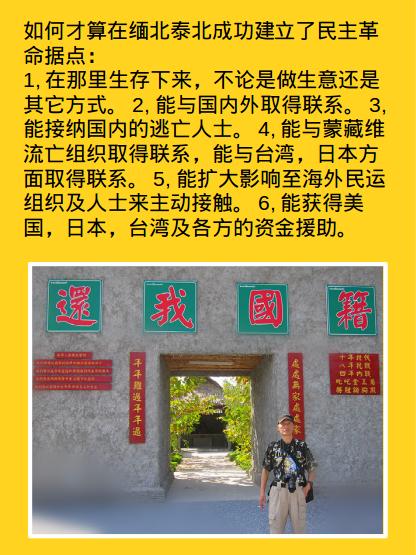 如何才算在缅北泰北成功建立了民主革
命据点：
1, 在那里生存下来，不论是做生意还是
其它方式。 2, 能与国内外取得联系。 3,
能接纳国内的逃亡人士。 4, 能与蒙藏维
流亡组织取得联系，能与台湾，日本方
面取得联系。 5, 能扩大影响至海外民运
组织及人士来主动接触。 6, 能获得美
国，日本，台湾及各方的资金援助。
還我國籍
年年難過年年過
處處無家處處家